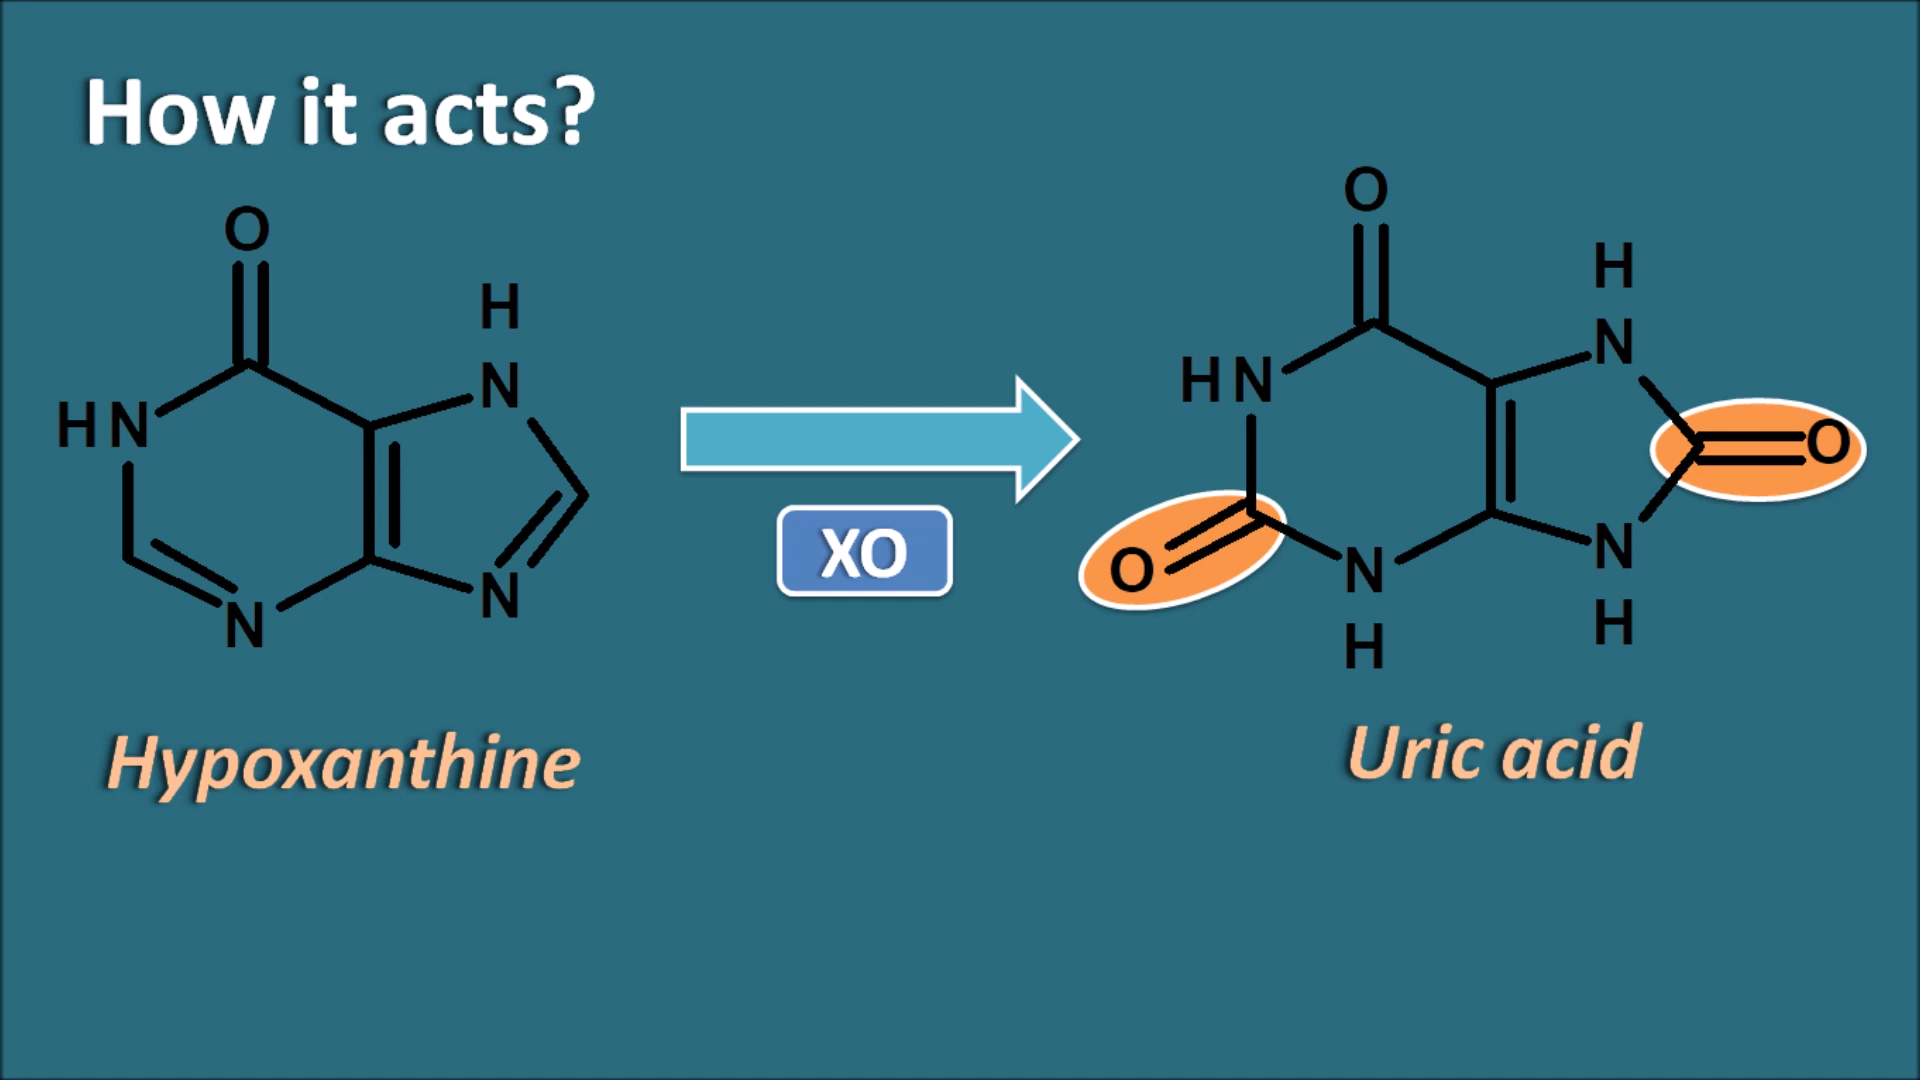 How it acts?
O
H
N
HN
N
N
Hypoxanthine
XO
O
H
N
HN
O
O
N
H
N
H
Uric acid